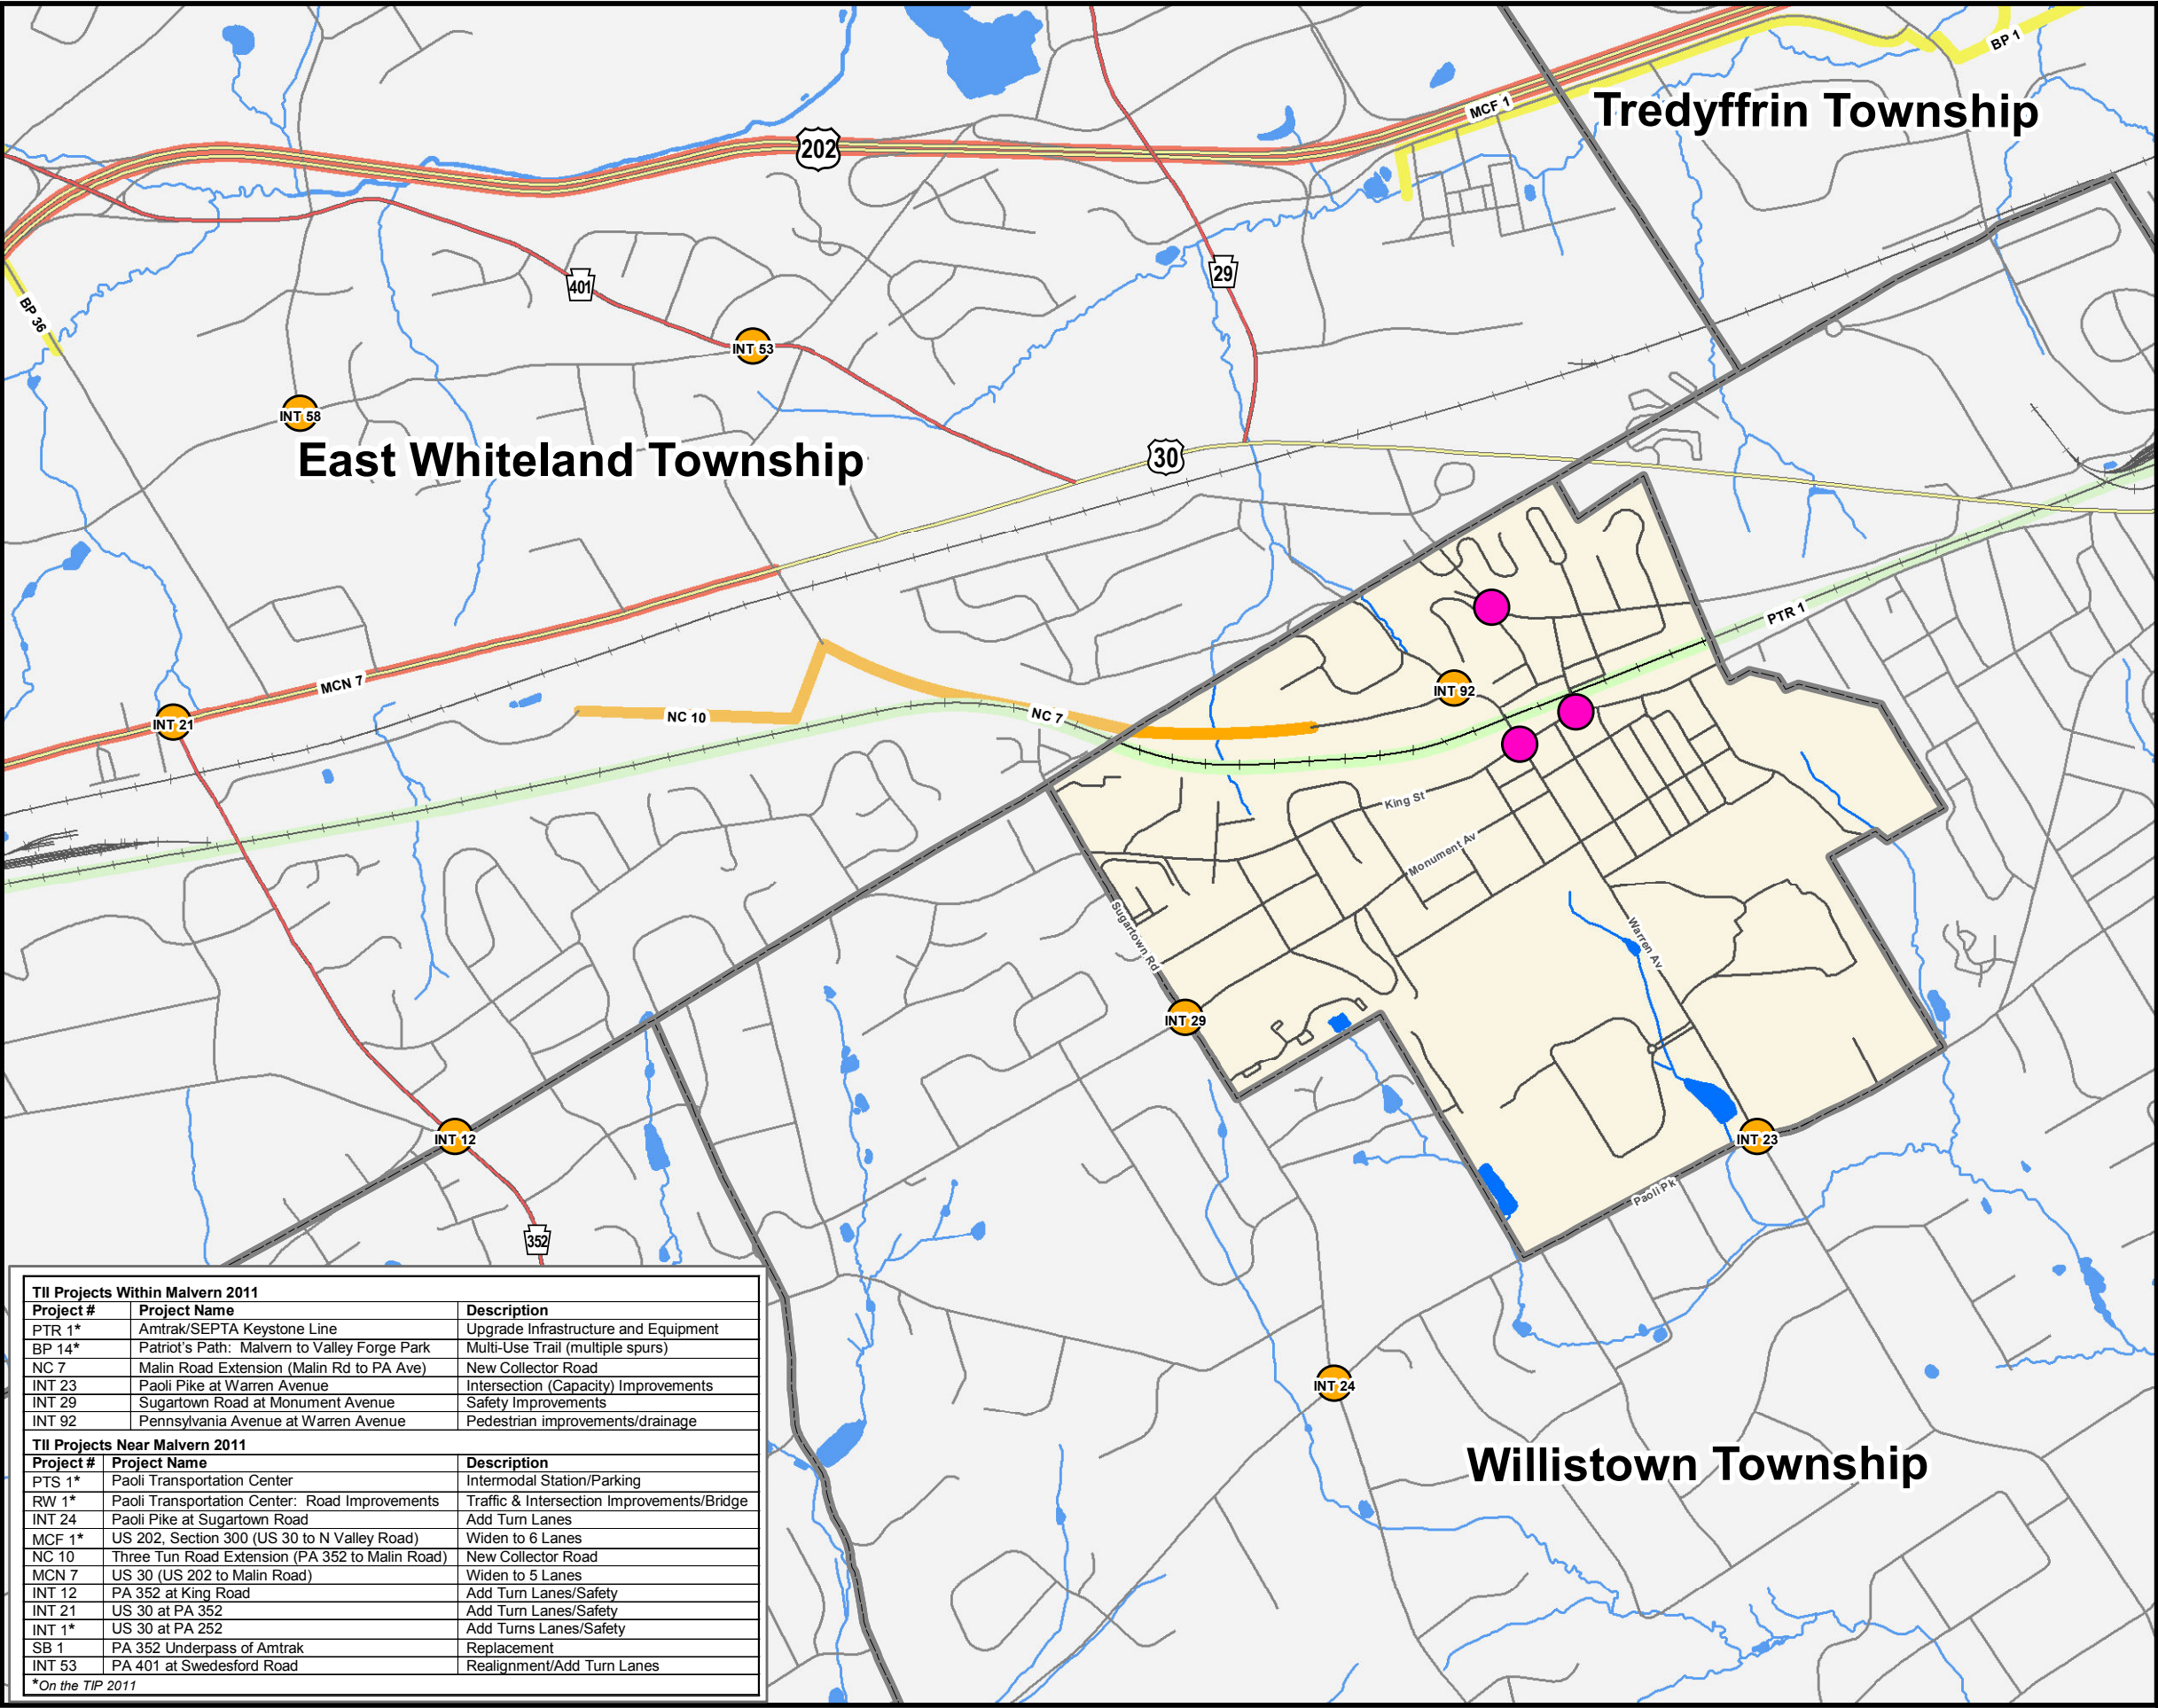 BP 1
MCF 1
Tredyffrin Township
202
29
401
BP 36
INT 53
INT 58
East Whiteland Township
30
PTR 1
MCN 7
INT 21
NC 10
NC 7
INT 92
King St
Monument Av
Sugartown Rd
Warren Av
INT 29
INT 12
INT 23
Paoli Pk
352
INT 24
Willistown Township
TII Projects Within Malvern 2011
Project # Project Name Description
PTR 1* Amtrak/SEPTA Keystone Line Upgrade Infrastructure and Equipment
BP 14* Patriot's Path: Malvern to Valley Forge Park Multi-Use Trail (multiple spurs)
NC 7 Malin Road Extension (Malin Rd to PA Ave) New Collector Road
INT 23 Paoli Pike at Warren Avenue Intersection (Capacity) Improvements
INT 29 Sugartown Road at Monument Avenue Safety Improvements
INT 92 Pennsylvania Avenue at Warren Avenue Pedestrian improvements/drainage
TII Projects Near Malvern 2011
Project # Project Name Description
PTS 1* Paoli Transportation Center Intermodal Station/Parking
RW 1* Paoli Transportation Center: Road Improvements Traffic & Intersection Improvements/Bridge
INT 24 Paoli Pike at Sugartown Road Add Turn Lanes
MCF 1* US 202, Section 300 (US 30 to N Valley Road) Widen to 6 Lanes
NC 10 Three Tun Road Extension (PA 352 to Malin Road) New Collector Road
MCN 7 US 30 (US 202 to Malin Road) Widen to 5 Lanes
INT 12 PA 352 at King Road Add Turn Lanes/Safety
INT 21 US 30 at PA 352 Add Turn Lanes/Safety
INT 1* US 30 at PA 252 Add Turns Lanes/Safety
SB 1 PA 352 Underpass of Amtrak Replacement
INT 53 PA 401 at Swedesford Road Realignment/Add Turn Lanes
*On the TIP 2011